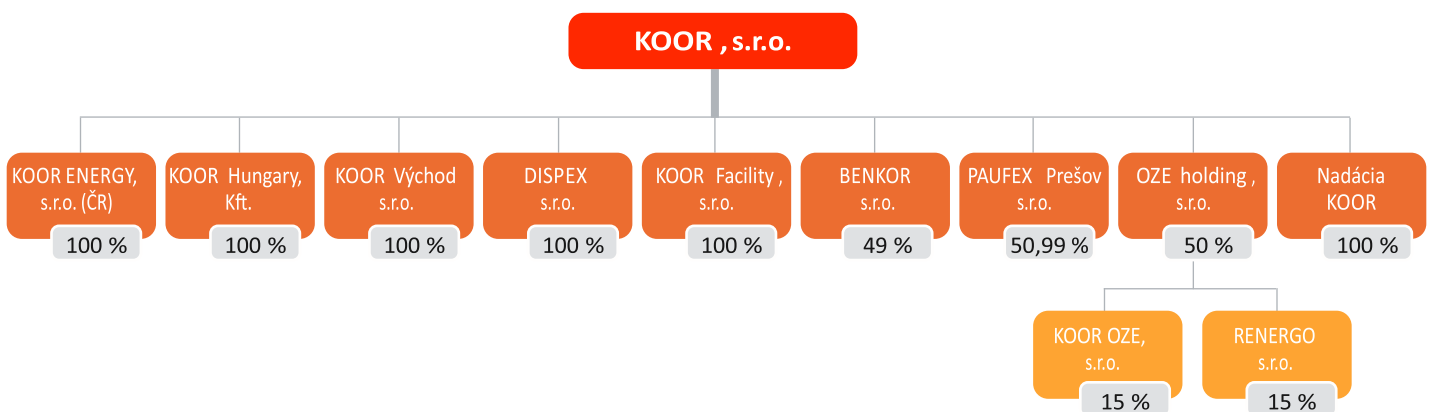 KOOR , s.r.o.
KOOR ENERGY,
s.r.o. (ČR)
100 %
KOOR Hungary,
Kft.
100 %
KOOR Východ
s.r.o.
100 %
DISPEX
s.r.o.
100 %
KOOR Facility ,
s.r.o.
100 %
BENKOR
s.r.o.
49 %
PAUFEX Prešov
s.r.o.
50,99 %
OZE holding ,
s.r.o.
50 %
Nadácia
KOOR
100 %
KOOR OZE,
s.r.o.
15 %
RENERGO
s.r.o.
15 %